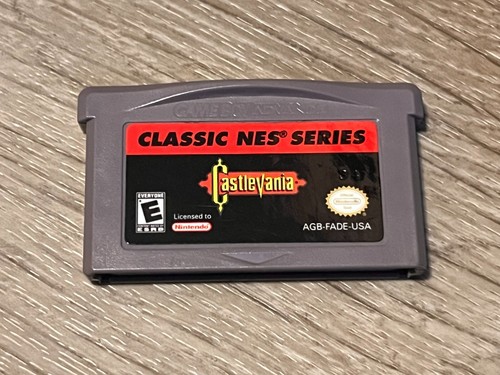 GAME BOY ADVANCE
CLASSIC NES® SERIES
Castlevania
EVERYONE
E
ESRB
Licensed to
Nintendo
AGB-FADE-USA